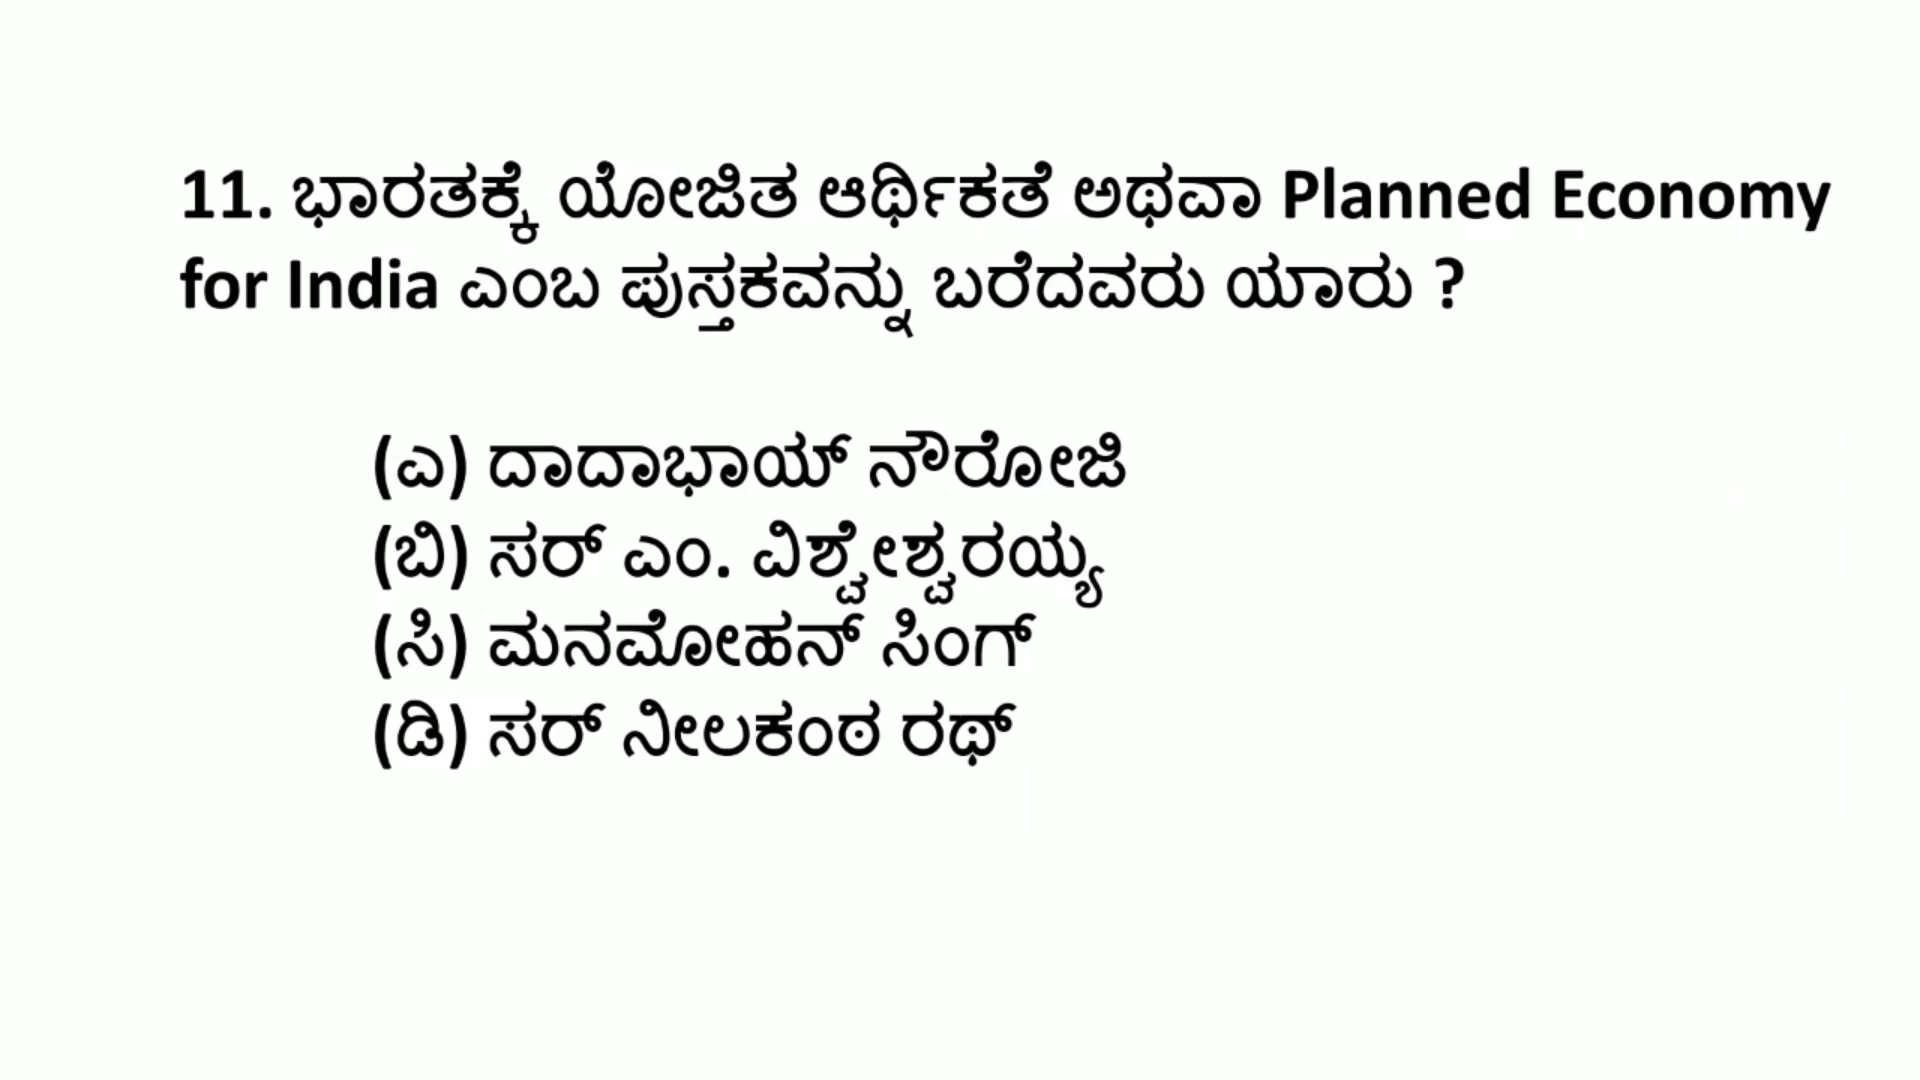 11. ಭಾರತಕ್ಕೆ ಯೋಜಿತ ಆರ್ಥಿಕತೆ ಅಥವಾ Planned Economy
for India ಎಂಬ ಪುಸ್ತಕವನ್ನು ಬರೆದವರು ಯಾರು ?
(ಎ) ದಾದಾಭಾಯ್ ನೌರೋಜಿ
(ಬಿ) ಸರ್ ಎಂ. ವಿಶ್ವೇಶ್ವರಯ್ಯ
(ಸಿ) ಮನಮೋಹನ್ ಸಿಂಗ್
(ಡಿ) ಸರ್ ನೀಲಕಂಠ ರಥ್